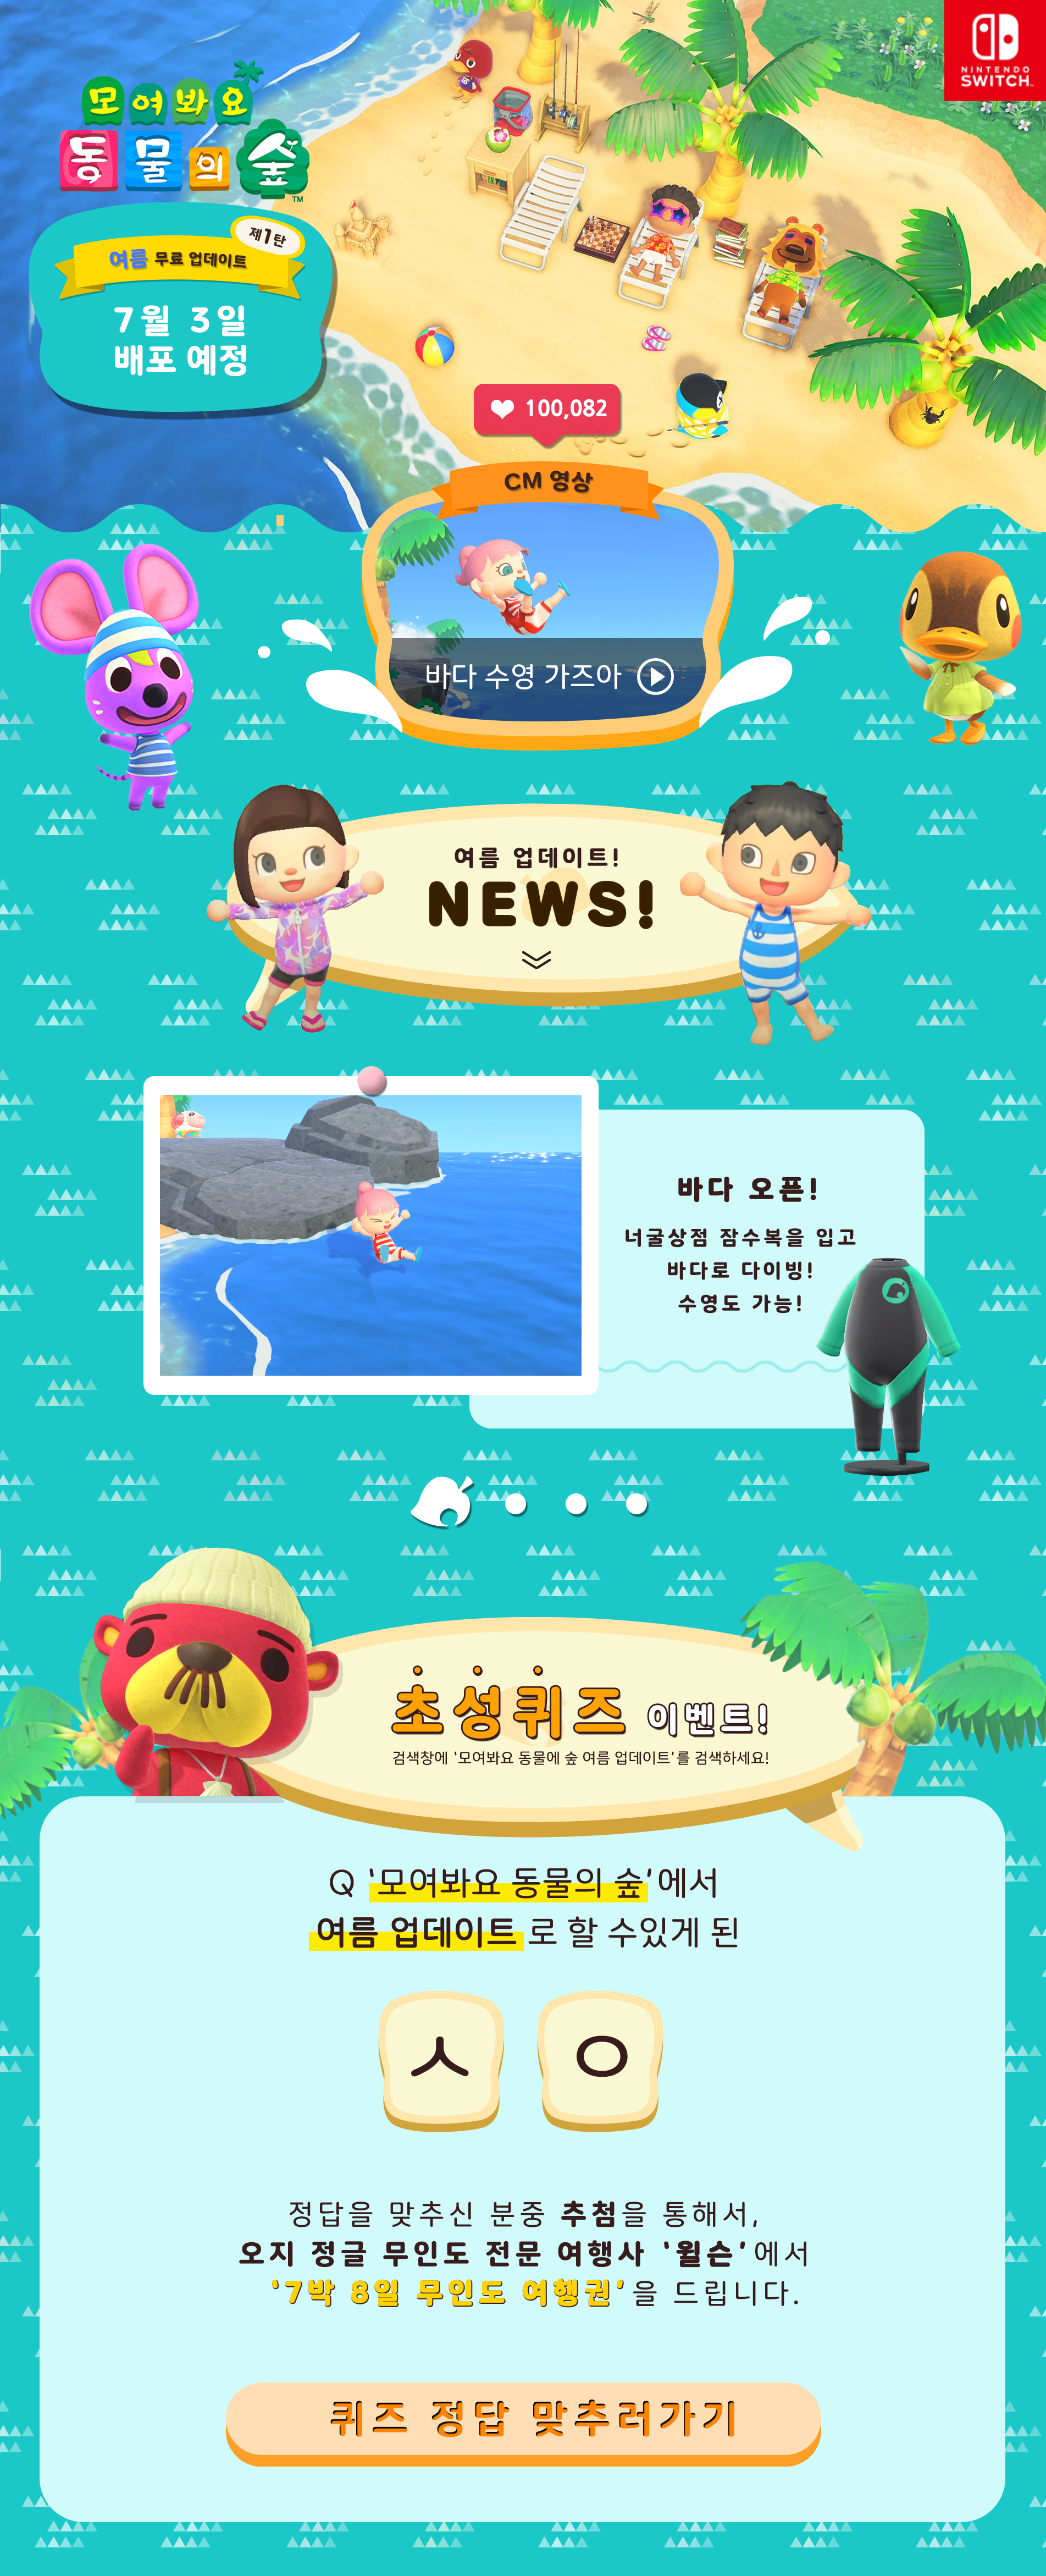 NINTENDO
SWITCH
모여봐요
동물의숲
TM
제1탄
여름 무료 업데이트
7월 3일
배포 예정
100,082
CM 영상
바다 수영 가즈아
여름 업데이트!
NEWS!
바다 오픈!
너굴상점 잠수복을 입고
바다로 다이빙!
수영도 가능!
초성퀴즈 이벤트!
검색창에 '모여봐요 동물에 숲 여름 업데이트'를 검색하세요!
Q '모여봐요 동물의 숲'에서
여름 업데이트로 할 수있게 된
ㅅ ㅇ
정답을 맞추신 분중 추첨을 통해서,
오지 정글 무인도 전문 여행사 '윌슨'에서
'7박 8일 무인도 여행권'을 드립니다.
퀴즈 정답 맞추러가기